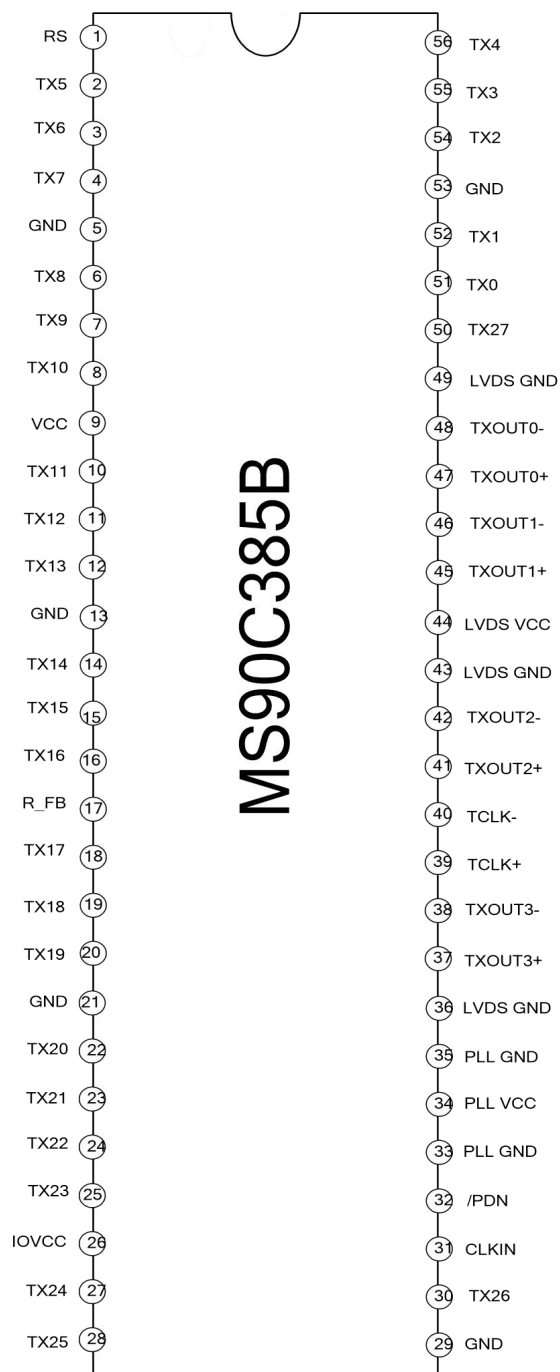 RS 1 56 TX4
TX5 2 55 TX3
TX6 3 54 TX2
TX7 4 53 GND
GND 5 52 TX1
TX8 6 51 TX0
TX9 7 50 TX27
TX10 8 49 LVDS GND
VCC 9 48 TXOUT0-
TX11 10 47 TXOUT0+
TX12 11 46 TXOUT1-
TX13 12 45 TXOUT1+
GND 13 44 LVDS VCC
TX14 14 43 LVDS GND
TX15 15 42 TXOUT2-
TX16 16 41 TXOUT2+
R_FB 17 40 TCLK-
TX17 18 39 TCLK+
TX18 19 38 TXOUT3-
TX19 20 37 TXOUT3+
GND 21 36 LVDS GND
TX20 22 35 PLL GND
TX21 23 34 PLL VCC
TX22 24 33 PLL GND
TX23 25 32 /PDN
IOVCC 26 31 CLKIN
TX24 27 30 TX26
TX25 28 29 GND
MS90C385B